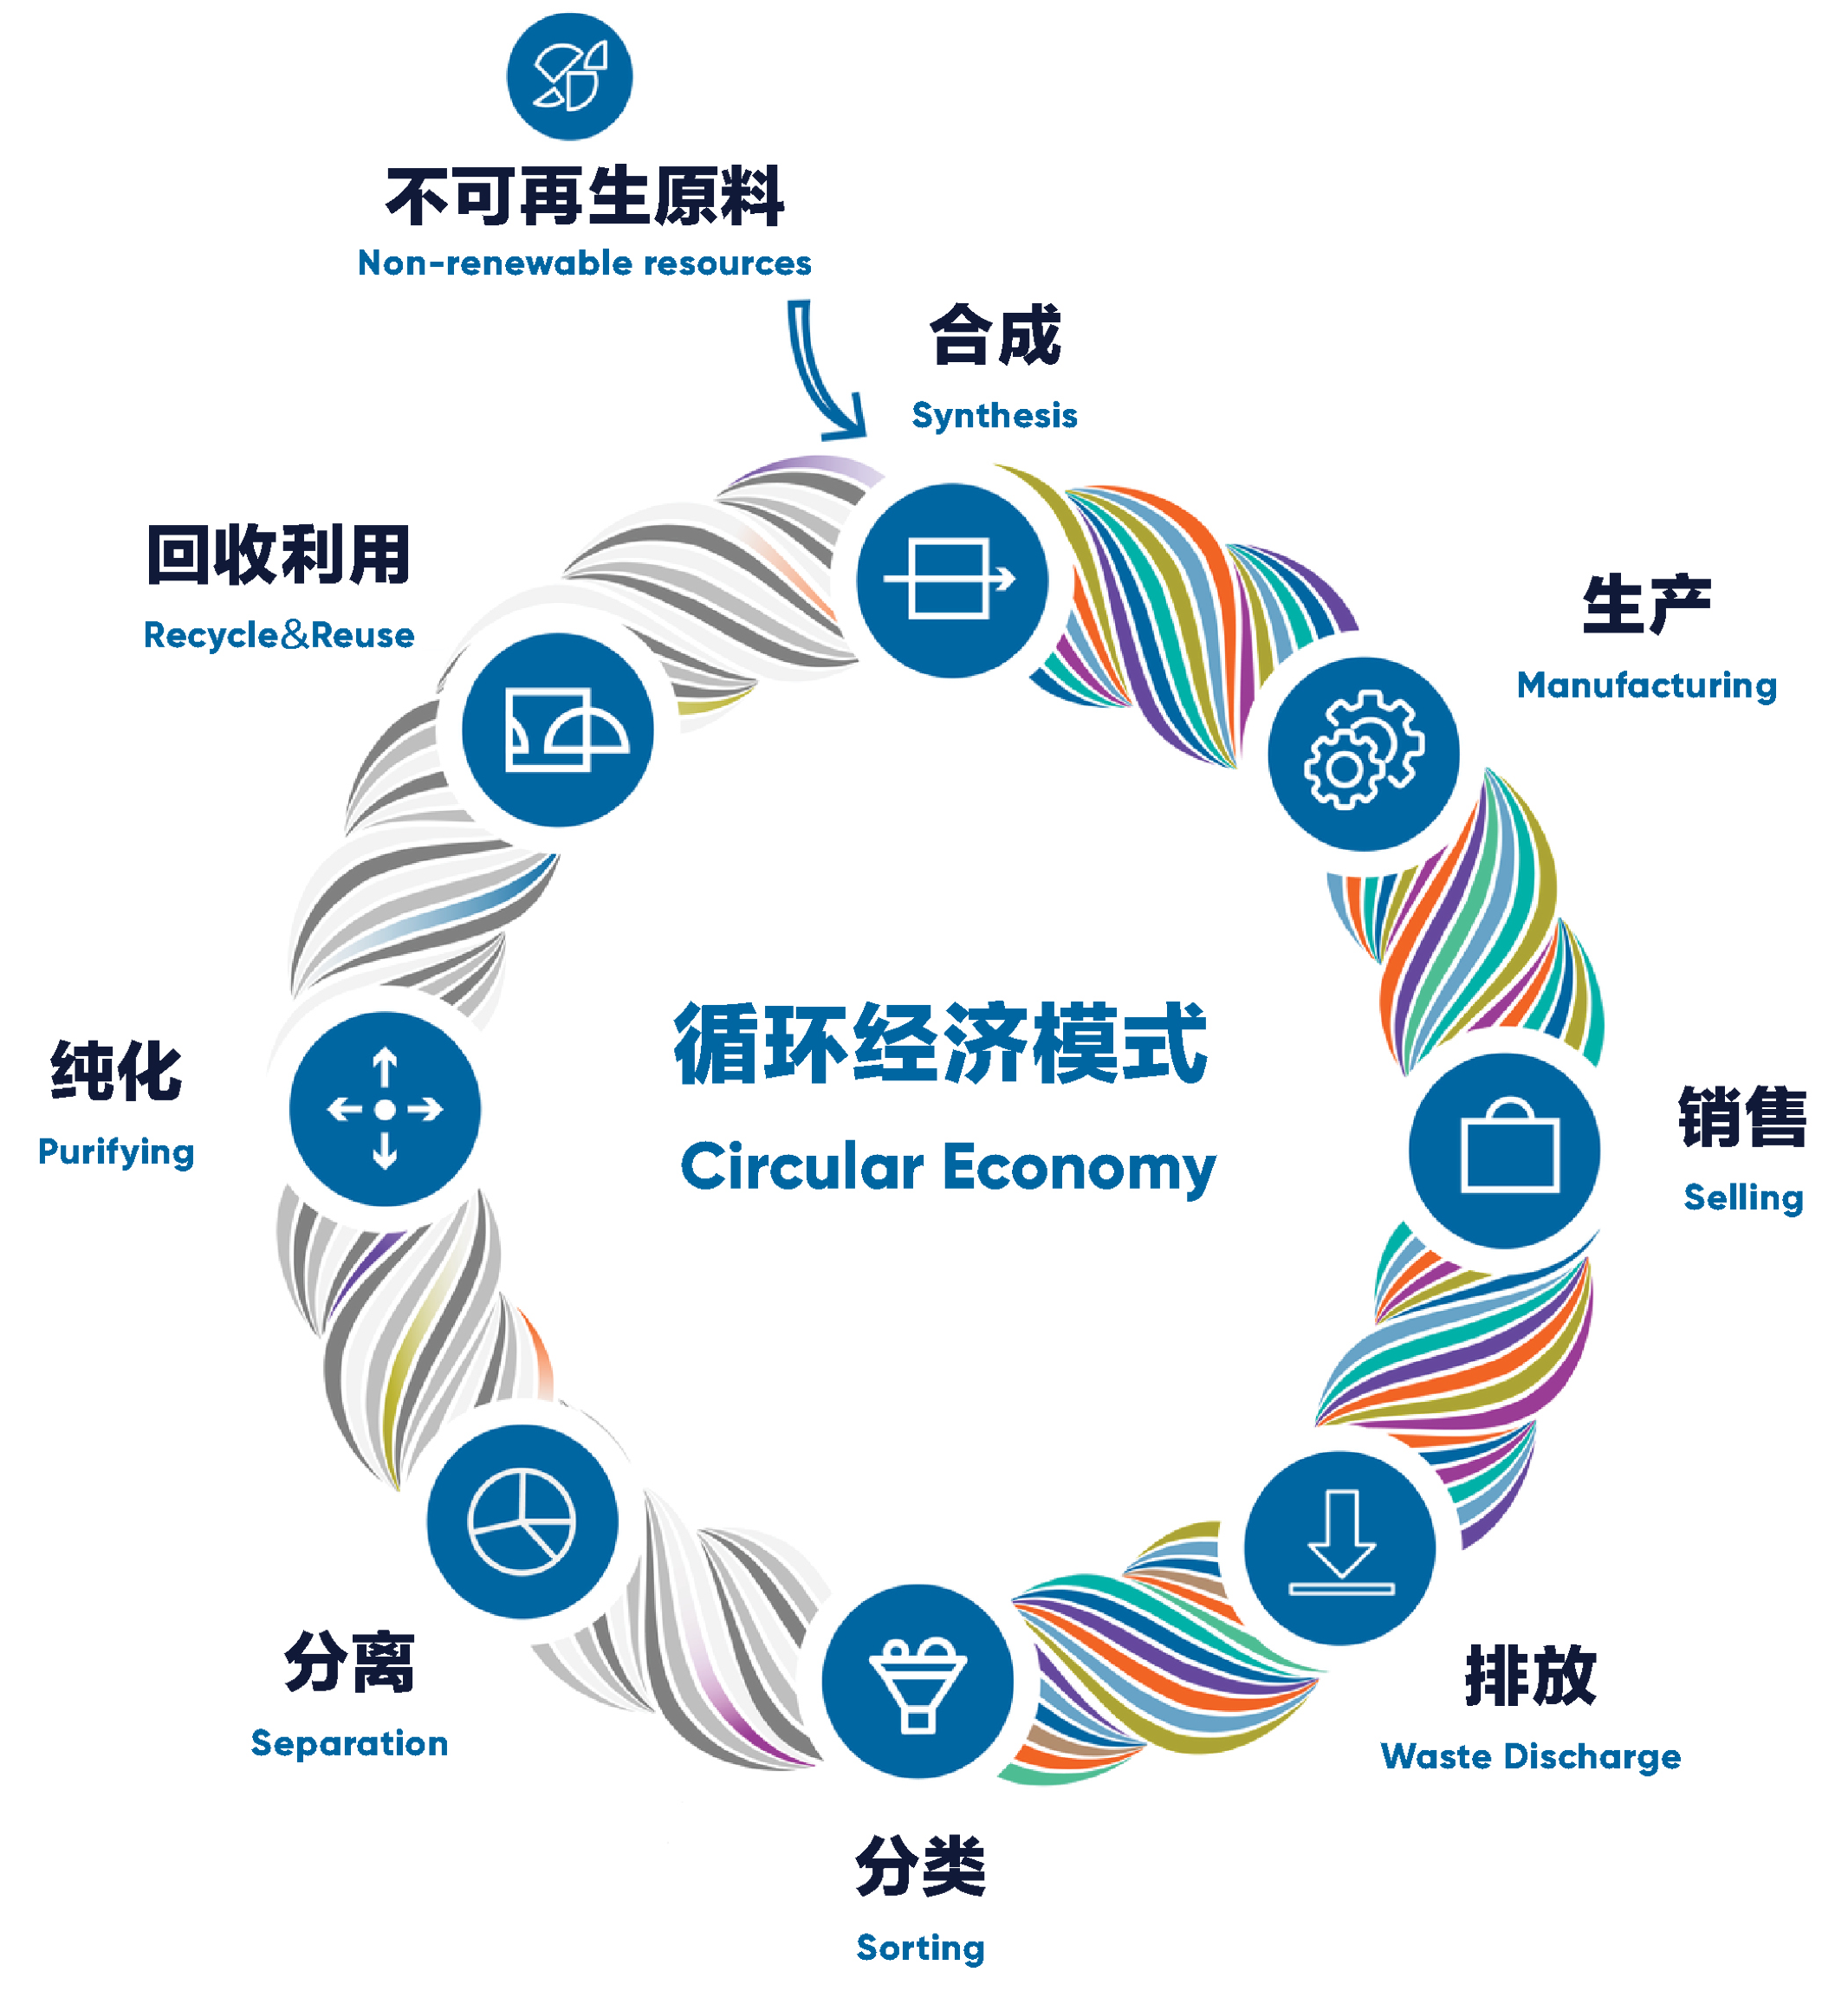 不可再生原料
Non-renewable resources
合成
Synthesis
生产
Manufacturing
销售
Selling
排放
Waste Discharge
分类
Sorting
分离
Separation
纯化
Purifying
回收利用
Recycle&Reuse
循环经济模式
Circular Economy